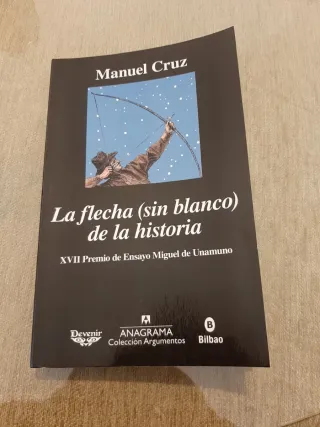 Manuel Cruz
La flecha (sin blanco)
de la historia
XVII Premio de Ensayo Miguel de Unamuno
Devenir
ANAGRAMA
Colección Argumentos
B
Bilbao